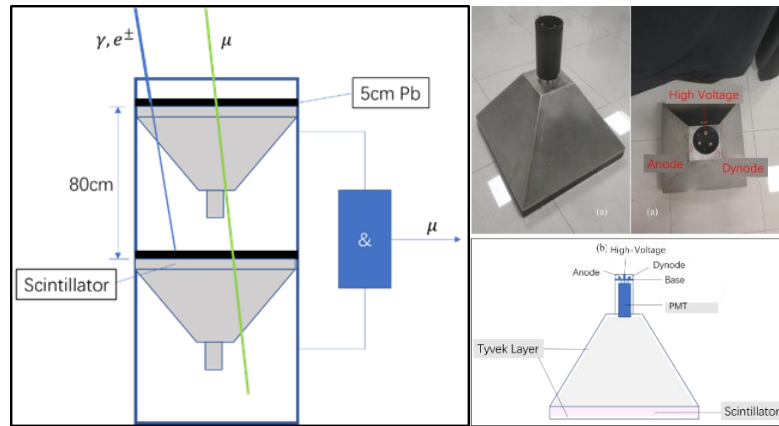 γ, e±
μ
5cm Pb
80cm
&
μ
Scintillator
High Voltage
Anode
Dynode
(a)
(a)
(b) High-Voltage
Anode
Dynode
Base
PMT
Tyvek Layer
Scintillator